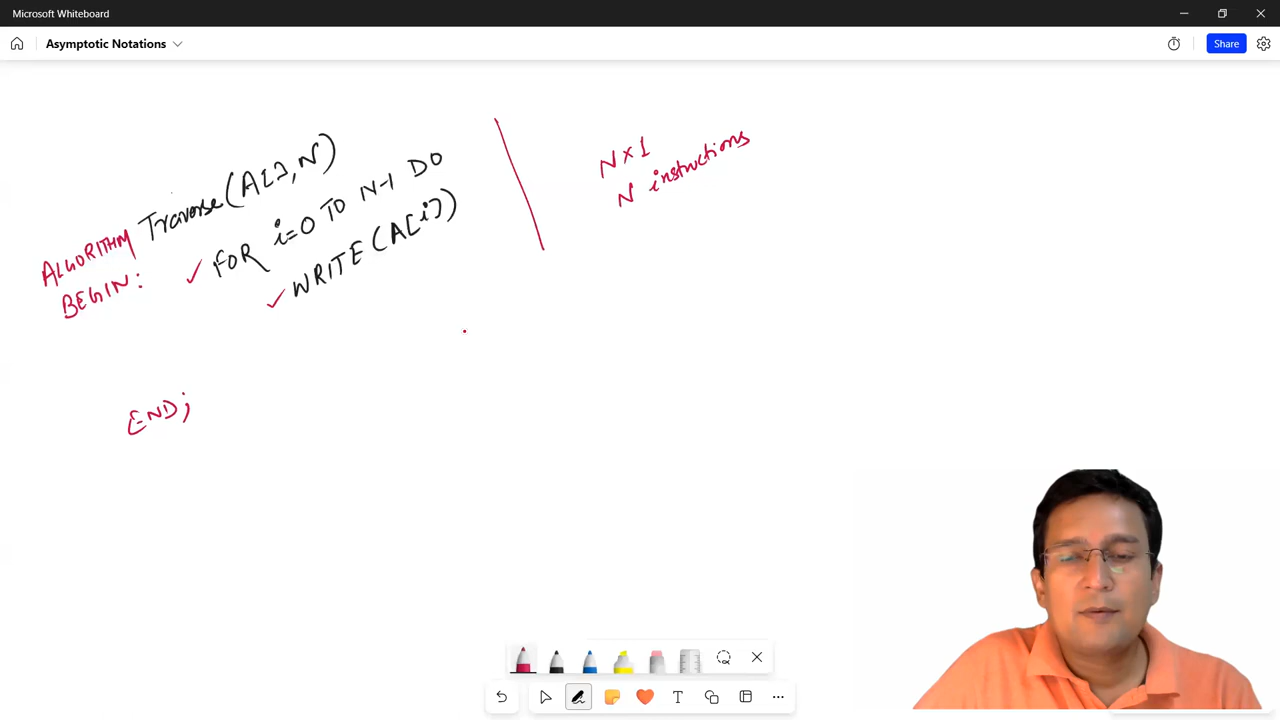 Microsoft Whiteboard
Asymptotic Notations
Share
ALGORITHM Traverse(A[], N)
BEGIN:
FOR i=0 TO N-1 DO
WRITE(A[i])
END;
N×1
N instructions